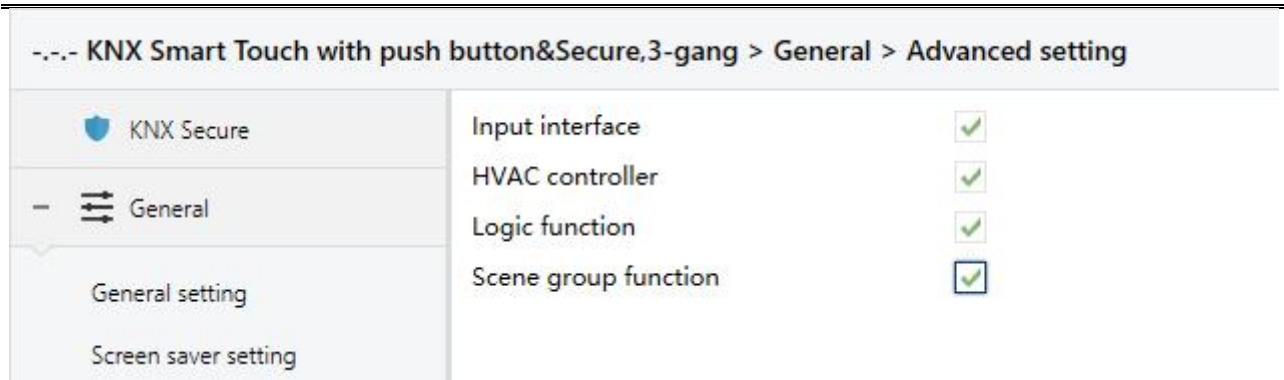 -.-.- KNX Smart Touch with push button&Secure,3-gang > General > Advanced setting
KNX Secure
General
General setting
Screen saver setting
Input interface
HVAC controller
Logic function
Scene group function